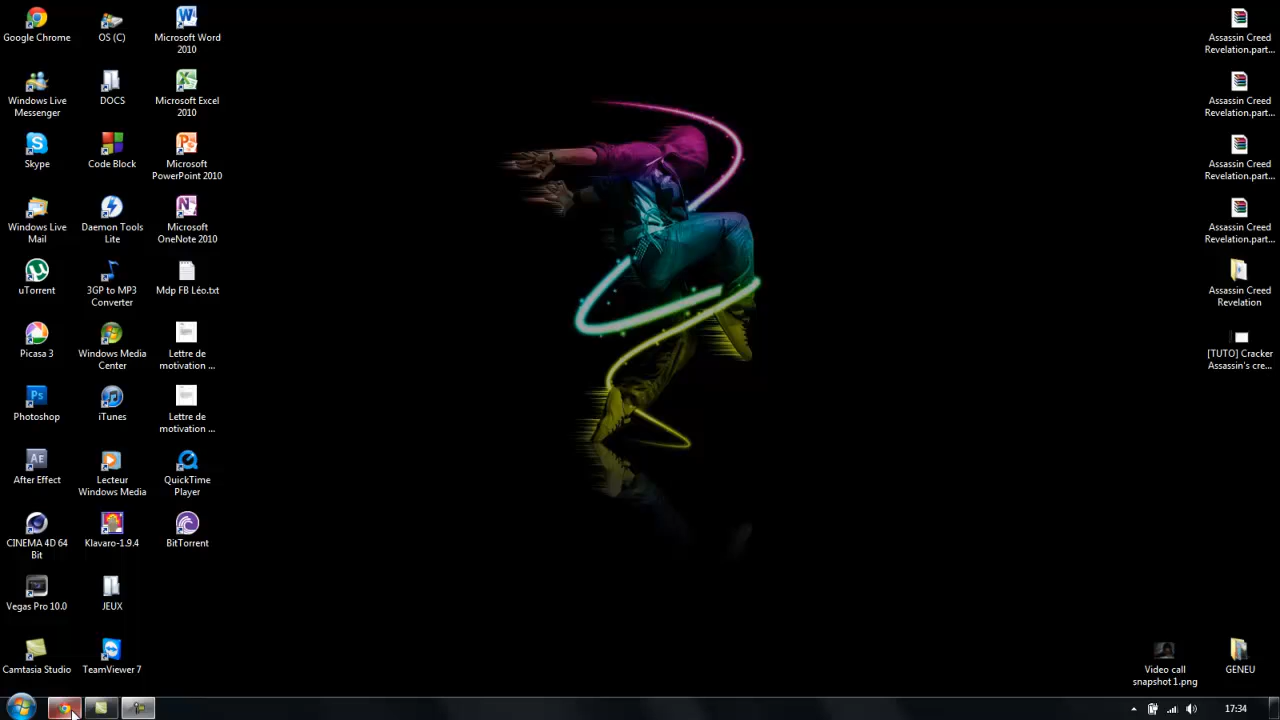 Google Chrome
OS (C)
Microsoft Word
2010
Windows Live
Messenger
DOCS
Microsoft Excel
2010
Skype
Code Block
Microsoft
PowerPoint 2010
Windows Live
Mail
Daemon Tools
Lite
Microsoft
OneNote 2010
uTorrent
3GP to MP3
Converter
Mdp FB Léo.txt
Picasa 3
Windows Media
Center
Lettre de
motivation ...
Photoshop
iTunes
Lettre de
motivation ...
After Effect
Lecteur
Windows Media
QuickTime
Player
CINEMA 4D 64
Bit
Klavaro-1.9.4
BitTorrent
Vegas Pro 10.0
JEUX
Camtasia Studio
TeamViewer 7
Assassin Creed
Revelation.part...
Assassin Creed
Revelation.part...
Assassin Creed
Revelation.part...
Assassin Creed
Revelation.part...
Assassin Creed
Revelation
[TUTO] Cracker
Assassin's cre...
Video call
snapshot 1.png
GENEU
17:34